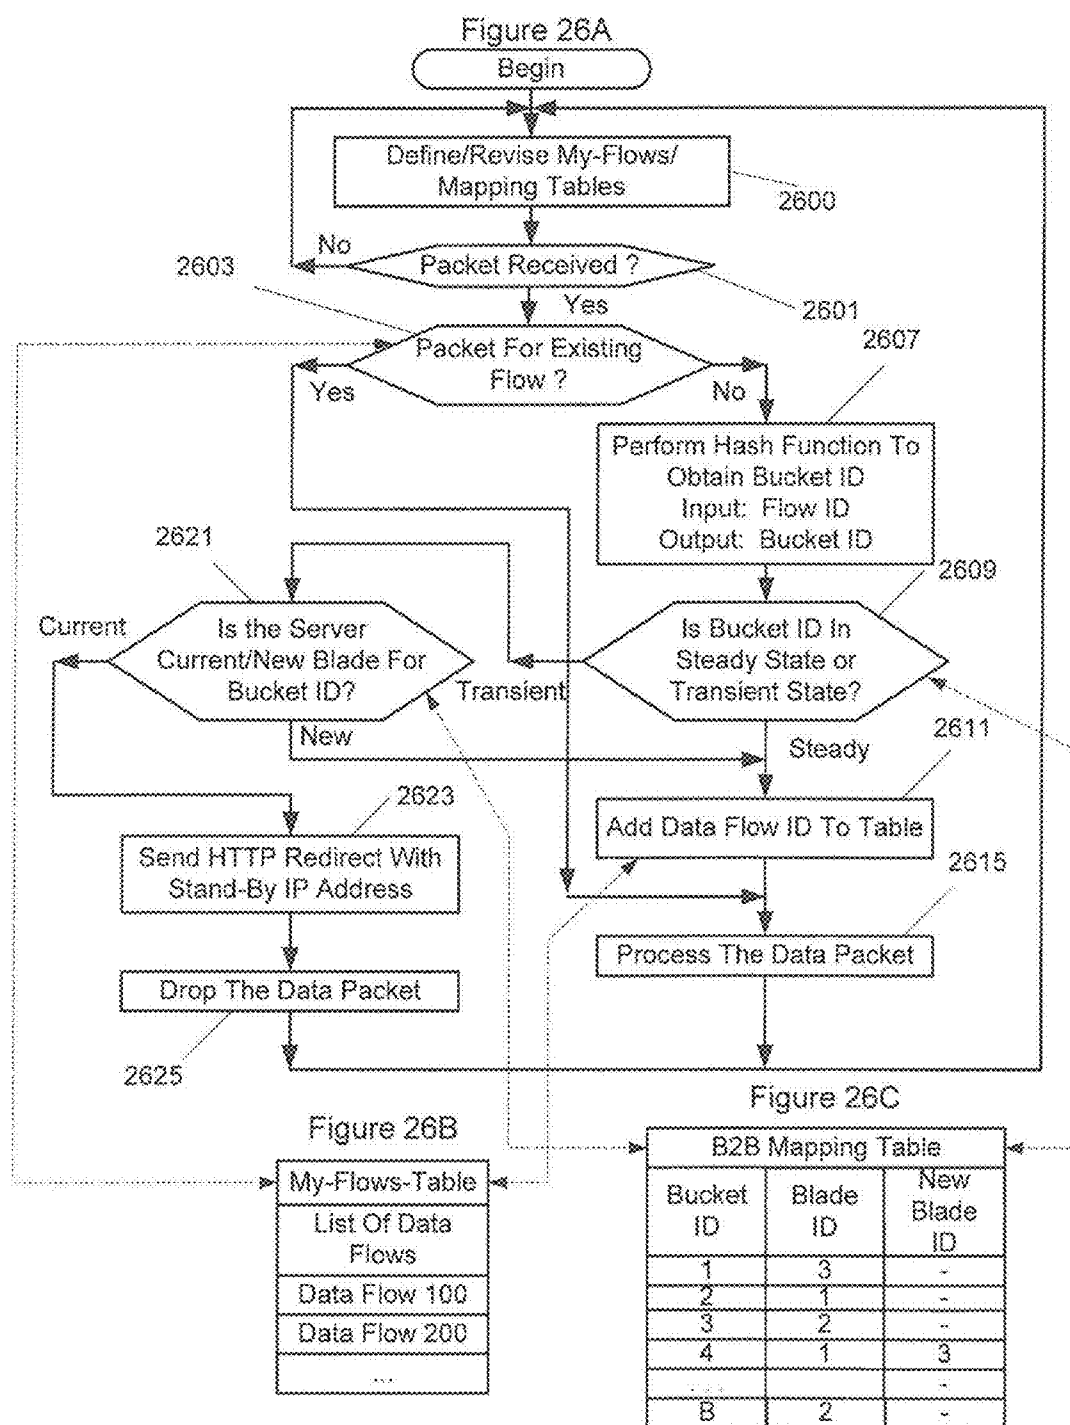 Figure 26A
Begin
Define/Revise My-Flows/
Mapping Tables
2600
No
Packet Received ?
2603
2601
Yes
2607
Packet For Existing
Flow ?
Yes
No
Perform Hash Function To
Obtain Bucket ID
Input: Flow ID
Output: Bucket ID
2621
2609
Current
Is the Server
Current/New Blade For
Bucket ID?
Is Bucket ID In
Steady State or
Transient State?
Transient
New
Steady
2611
2623
Add Data Flow ID To Table
Send HTTP Redirect With
Stand-By IP Address
2615
Process The Data Packet
Drop The Data Packet
2625
Figure 26B
My-Flows-Table
List Of Data
Flows
Data Flow 100
Data Flow 200
...
Figure 26C
B2B Mapping Table
Bucket ID Blade ID New Blade ID
1 3 -
2 1 -
3 2 -
4 1 3
... -
B 2 -